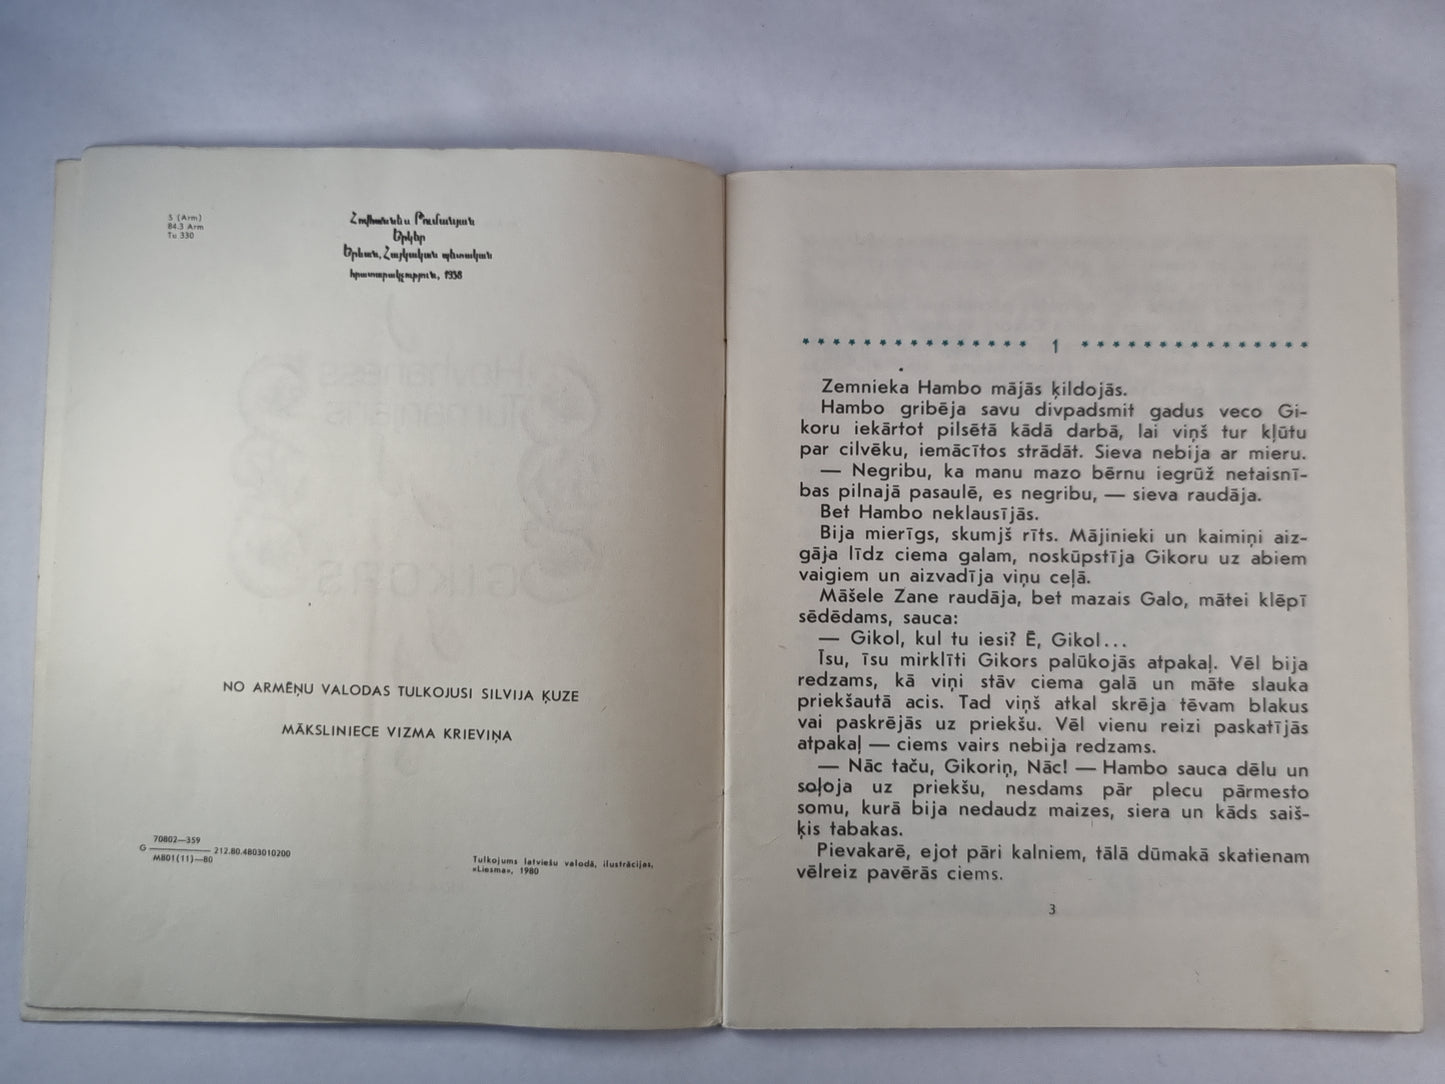 S (Arm)
84.3 Arm
Tu 330
Հովհաննես Թումանյան
Երկեր
Երեւան, Հայկական պետական
հրատարակչություն, 1938
NO ARMĒŅU VALODAS TULKOJUSI SILVIJA ĶUZE
MĀKSLINIECE VIZMA KRIEVIŅA
G 70802—359
M801(11)—80 212.80.4803010200
Tulkojums latviešu valodā, ilustrācijas,
«Liesma», 1980
1
Zemnieka Hambo mājās ķildojās.
Hambo gribēja savu divpadsmit gadus veco Gi-
koru iekārtot pilsētā kādā darbā, lai viņš tur kļūtu
par cilvēku, iemācītos strādāt. Sieva nebija ar mieru.
— Negribu, ka manu mazo bērnu iegrūž netaisnī-
bas pilnajā pasaulē, es negribu, — sieva raudāja.
Bet Hambo neklausījās.
Bija mierīgs, skumjš rīts. Mājinieki un kaimiņi aiz-
gāja līdz ciema galam, noskūpstīja Gikoru uz abiem
vaigiem un aizvadīja viņu ceļā.
Māšele Zane raudāja, bet mazais Galo, mātei klēpī
sēdēdams, sauca:
— Gikol, kul tu iesi? Ē, Gikol...
Īsu, īsu mirklīti Gikors palūkojās atpakaļ. Vēl bija
redzams, kā viņi stāv ciema galā un māte slauka
priekšautā acis. Tad viņš atkal skrēja tēvam blakus
vai paskrējās uz priekšu. Vēl vienu reizi paskatījās
atpakaļ — ciems vairs nebija redzams.
— Nāc taču, Gikoriņ, Nāc! — Hambo sauca dēlu un
soļoja uz priekšu, nesdams pār plecu pārmesto
somu, kurā bija nedaudz maizes, siera un kāds saiš-
ķis tabakas.
Pievakarē, ejot pāri kalniem, tālā dūmakā skatienam
vēlreiz pavērās ciems.
3